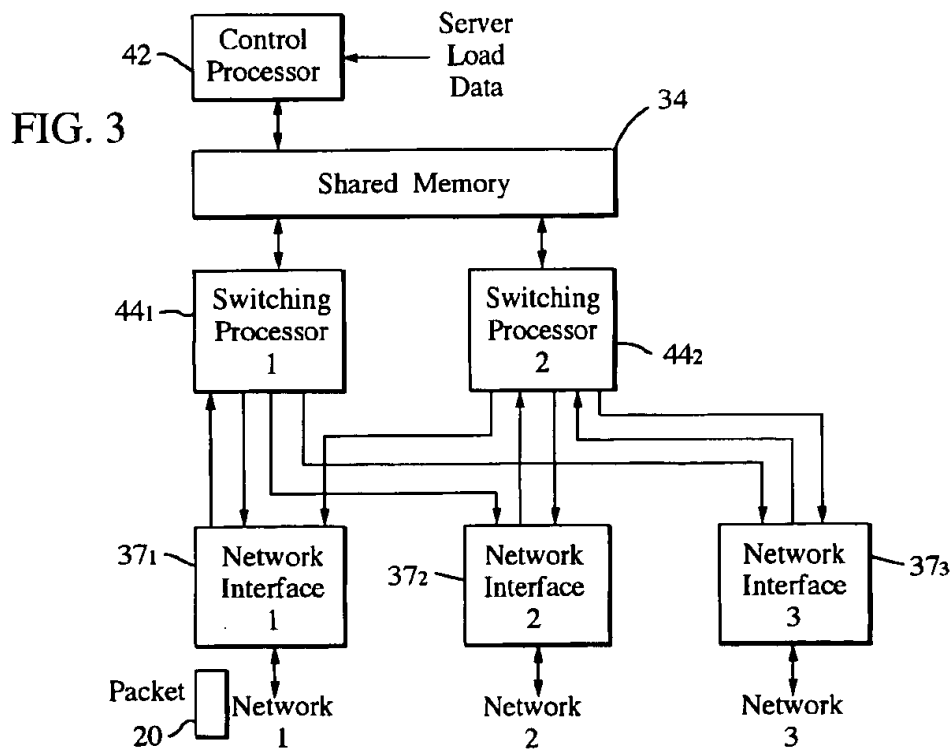 42
Control
Processor
Server
Load
Data
FIG. 3
34
Shared Memory
44₁
Switching
Processor
1
Switching
Processor
2
44₂
37₁
Network
Interface
1
37₂
Network
Interface
2
Network
Interface
3
37₃
Packet
20
Network
1
Network
2
Network
3